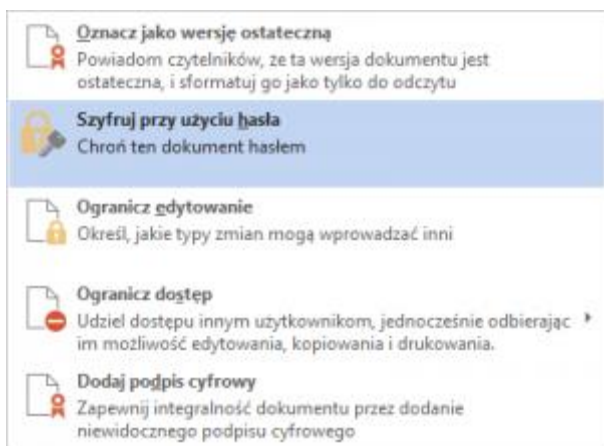 Oznacz jako wersję ostateczną
Powiadom czytelników, że ta wersja dokumentu jest
ostateczna, i sformatuj go jako tylko do odczytu
Szyfruj przy użyciu hasła
Chroń ten dokument hasłem
Ogranicz edytowanie
Określ, jakie typy zmian mogą wprowadzać inni
Ogranicz dostęp
Udziel dostępu innym użytkownikom, jednocześnie odbierając
im możliwość edytowania, kopiowania i drukowania.
Dodaj podpis cyfrowy
Zapewnij integralność dokumentu przez dodanie
niewidocznego podpisu cyfrowego